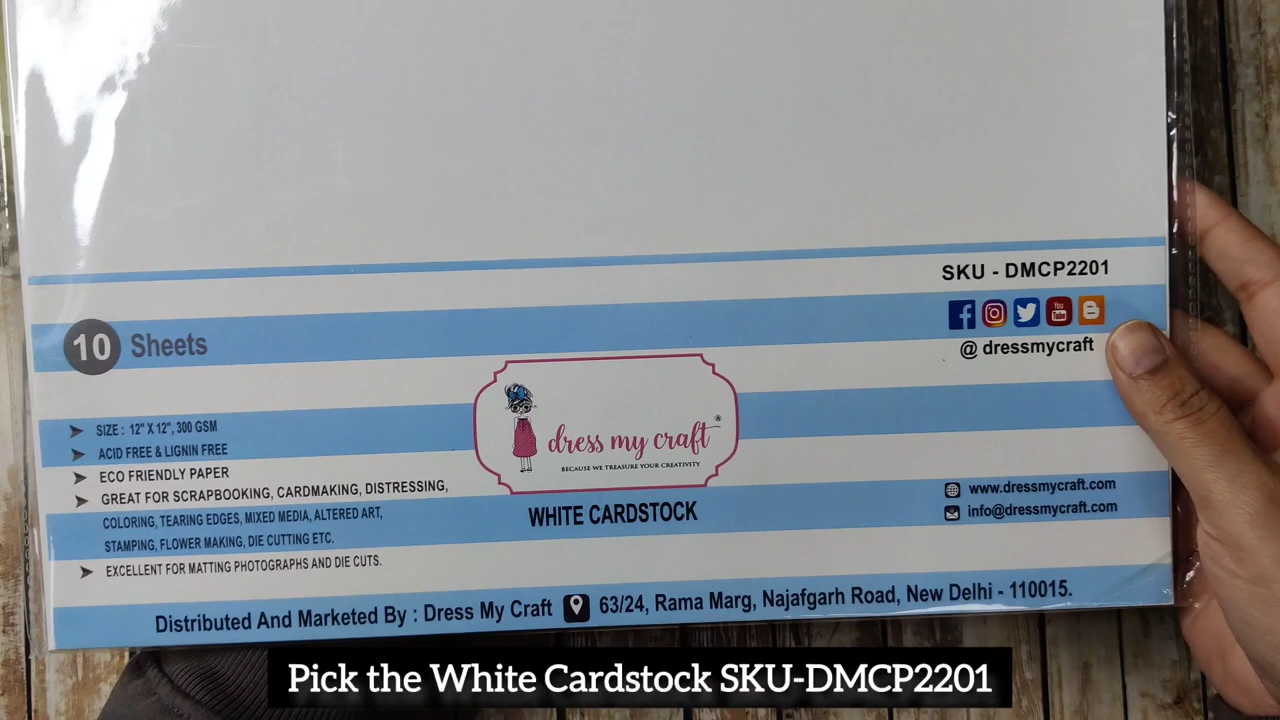 SKU - DMCP2201
10 Sheets
You
Tube
@ dressmycraft
SIZE : 12" X 12", 300 GSM
ACID FREE & LIGNIN FREE
ECO FRIENDLY PAPER
GREAT FOR SCRAPBOOKING, CARDMAKING, DISTRESSING,
COLORING, TEARING EDGES, MIXED MEDIA, ALTERED ART,
STAMPING, FLOWER MAKING, DIE CUTTING ETC.
EXCELLENT FOR MATTING PHOTOGRAPHS AND DIE CUTS.
dress my craft ®
BECAUSE WE TREASURE YOUR CREATIVITY
WHITE CARDSTOCK
www.dressmycraft.com
info@dressmycraft.com
Distributed And Marketed By : Dress My Craft 63/24, Rama Marg, Najafgarh Road, New Delhi - 110015.
Pick the White Cardstock SKU-DMCP2201